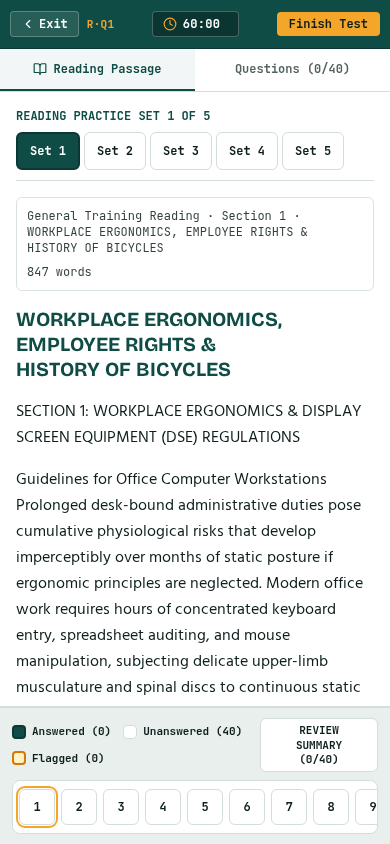 Exit
R·Q1
60:00
Finish Test
Reading Passage
Questions (0/40)
READING PRACTICE SET 1 OF 5
Set 1
Set 2
Set 3
Set 4
Set 5
General Training Reading · Section 1 ·
WORKPLACE ERGONOMICS, EMPLOYEE RIGHTS &
HISTORY OF BICYCLES
847 words
WORKPLACE ERGONOMICS,
EMPLOYEE RIGHTS &
HISTORY OF BICYCLES
SECTION 1: WORKPLACE ERGONOMICS & DISPLAY
SCREEN EQUIPMENT (DSE) REGULATIONS
Guidelines for Office Computer Workstations
Prolonged desk-bound administrative duties pose
cumulative physiological risks that develop
imperceptibly over months of static posture if
ergonomic principles are neglected. Modern office
work requires hours of concentrated keyboard
entry, spreadsheet auditing, and mouse
manipulation, subjecting delicate upper-limb
musculature and spinal discs to continuous static
Answered (0)
Unanswered (40)
Flagged (0)
REVIEW
SUMMARY
(0/40)
1
2
3
4
5
6
7
8
9